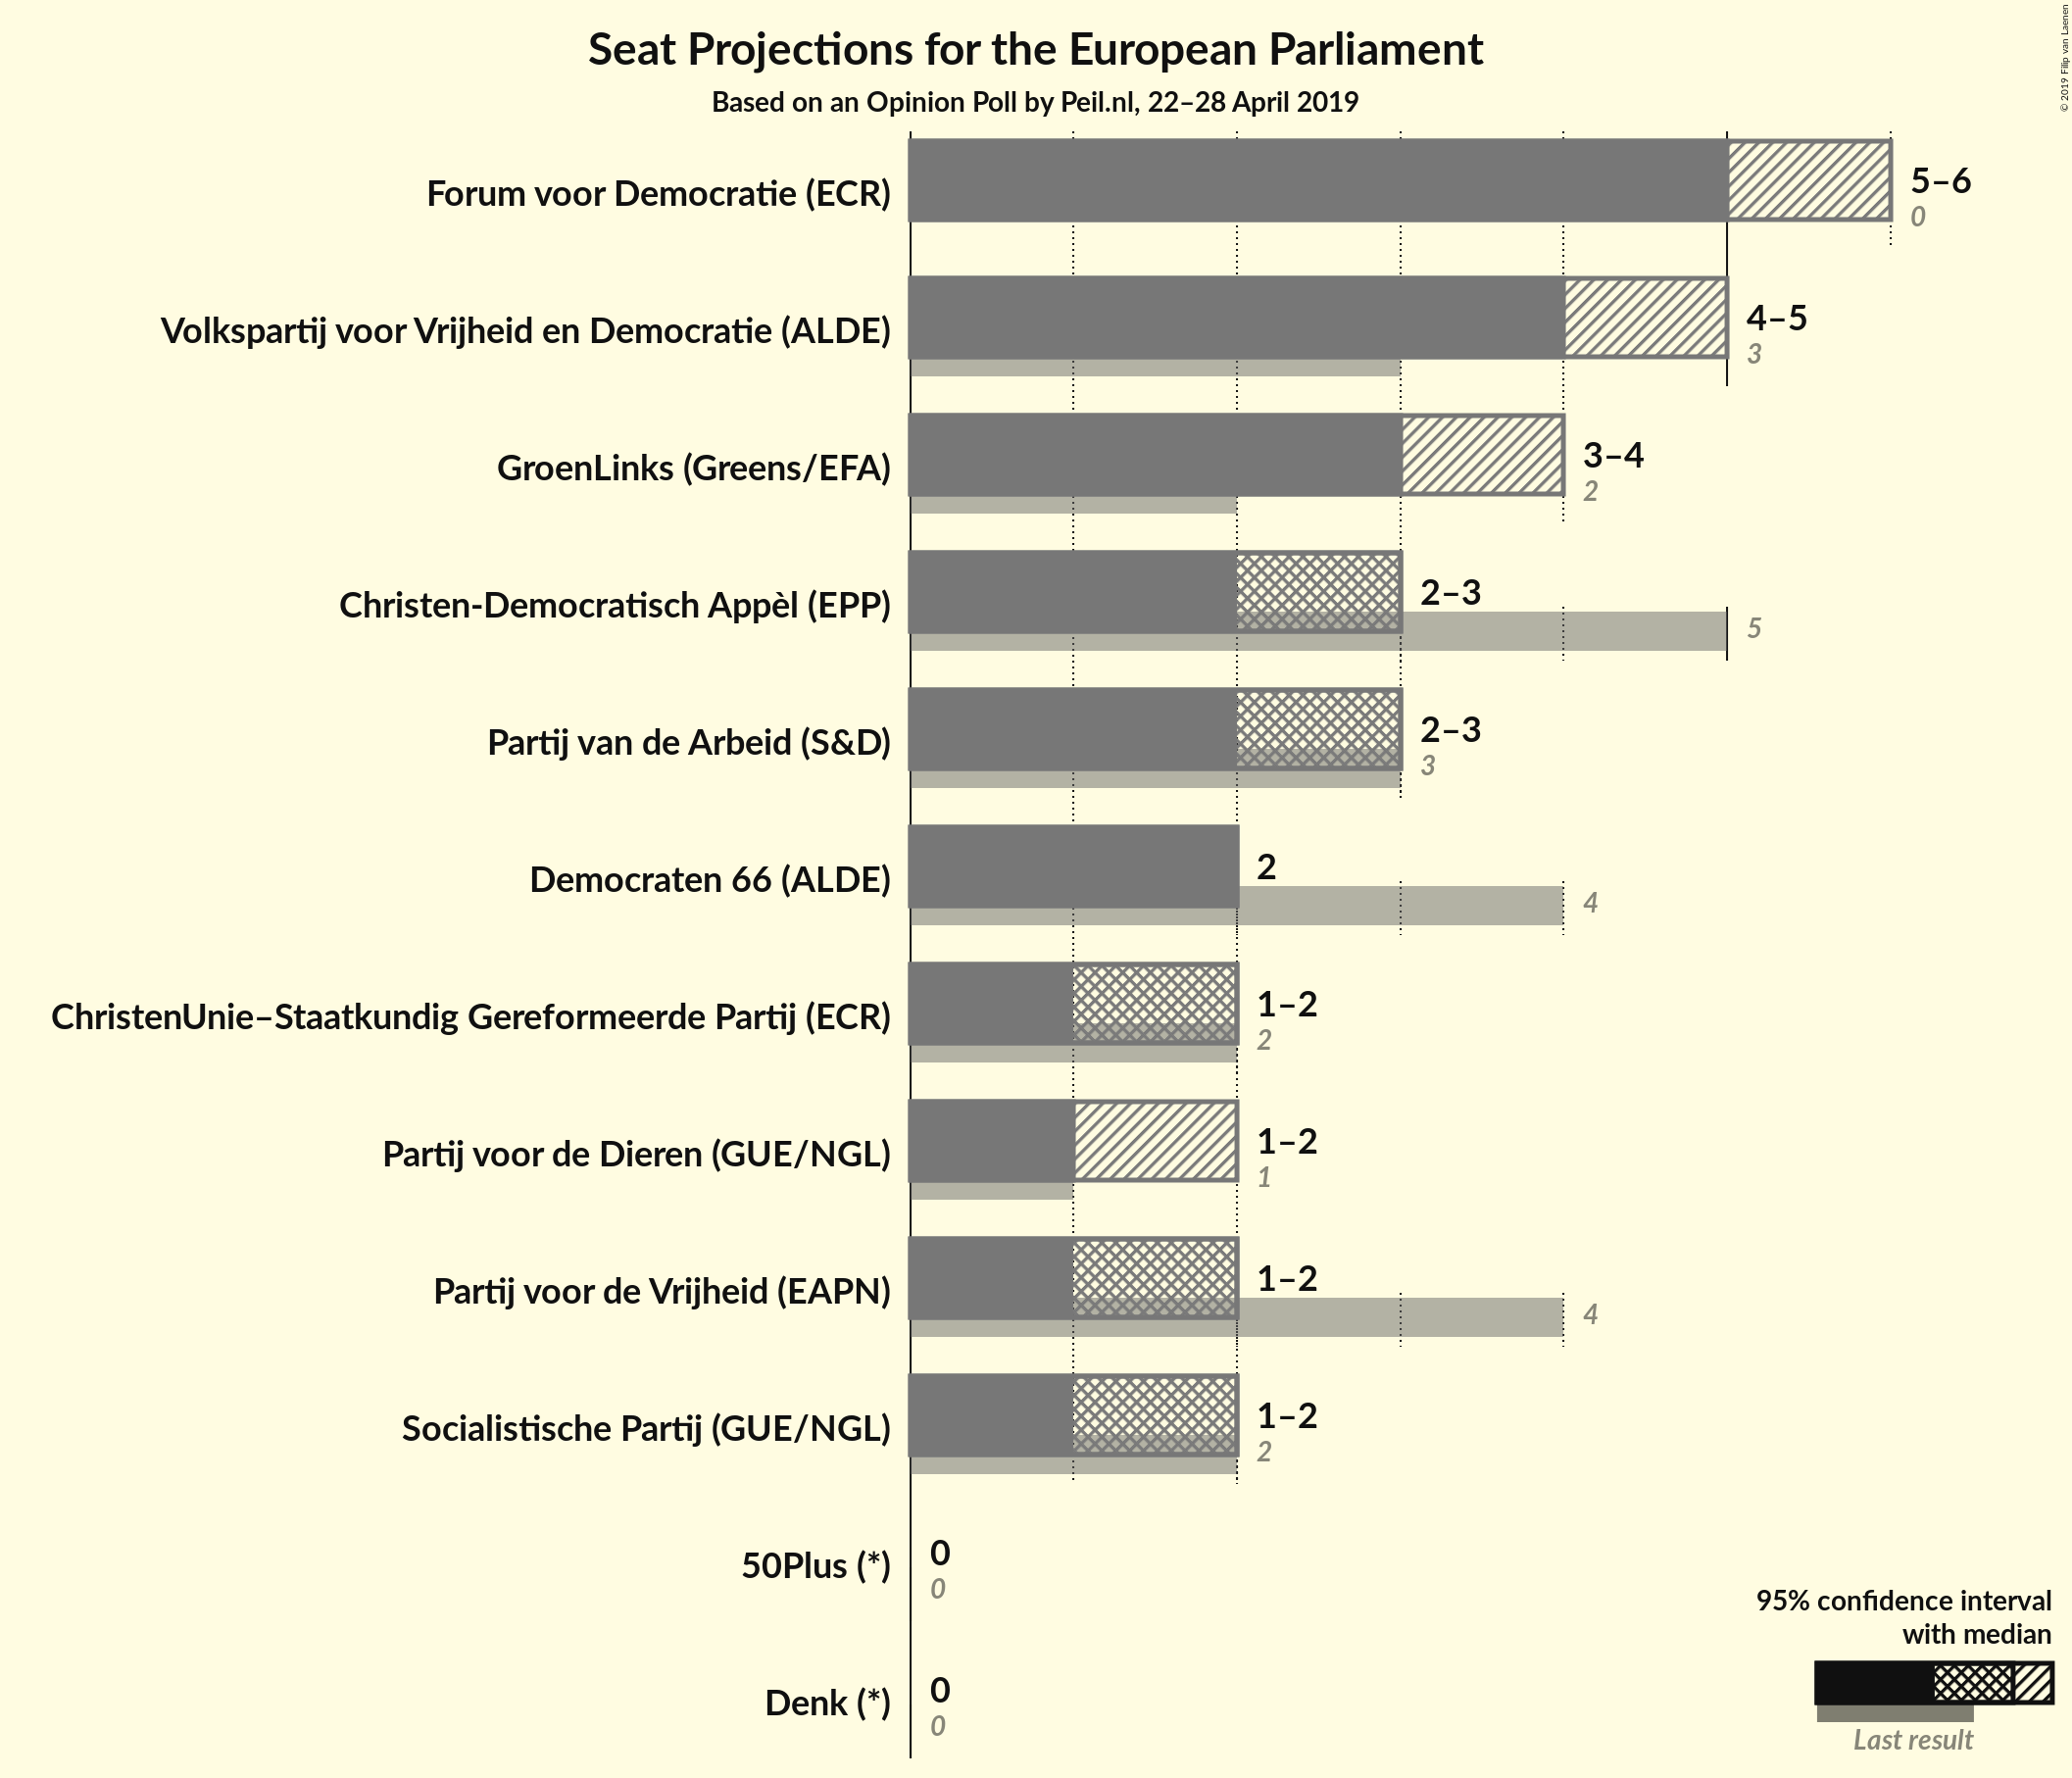 Seat Projections for the European Parliament
Based on an Opinion Poll by Peil.nl, 22–28 April 2019
© 2019 Filip van Laenen
Forum voor Democratie (ECR)
5–6
0
Volkspartij voor Vrijheid en Democratie (ALDE)
4–5
3
GroenLinks (Greens/EFA)
3–4
2
Christen-Democratisch Appèl (EPP)
2–3
5
Partij van de Arbeid (S&D)
2–3
3
Democraten 66 (ALDE)
2
4
ChristenUnie–Staatkundig Gereformeerde Partij (ECR)
1–2
2
Partij voor de Dieren (GUE/NGL)
1–2
1
Partij voor de Vrijheid (EAPN)
1–2
4
Socialistische Partij (GUE/NGL)
1–2
2
50Plus (*)
0
0
Denk (*)
0
0
95% confidence interval
with median
Last result